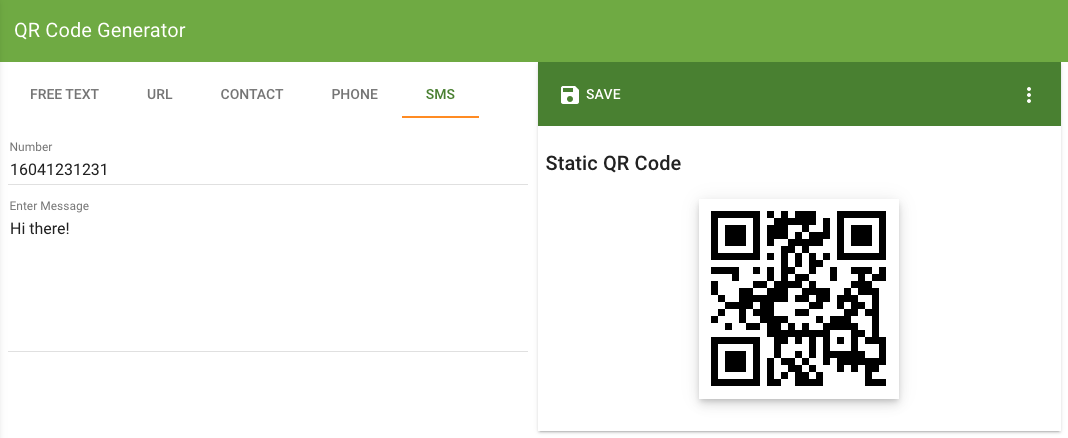 QR Code Generator
FREE TEXT URL CONTACT PHONE SMS
SAVE
Number
16041231231
Static QR Code
Enter Message
Hi there!